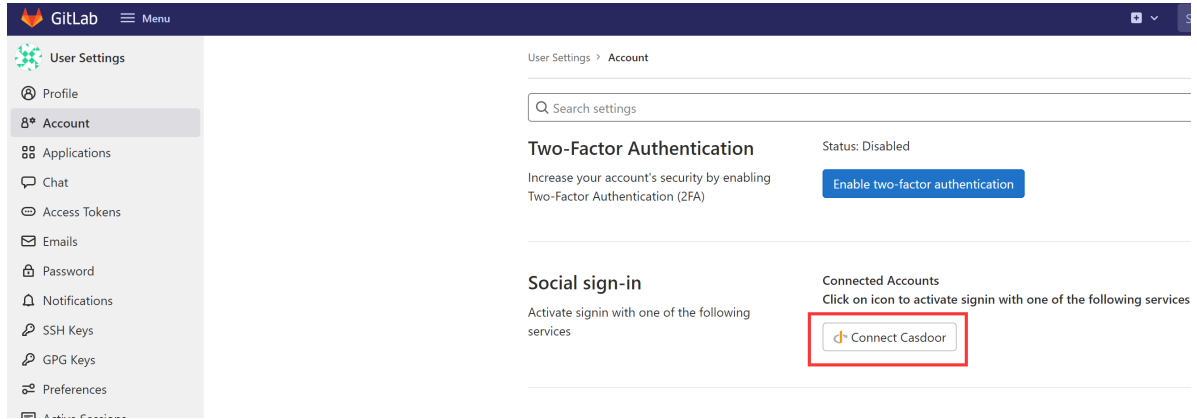 GitLab Menu
User Settings
Profile
Account
Applications
Chat
Access Tokens
Emails
Password
Notifications
SSH Keys
GPG Keys
Preferences
Active Sessions
User Settings > Account
Search settings
Two-Factor Authentication
Increase your account's security by enabling
Two-Factor Authentication (2FA)
Status: Disabled
Enable two-factor authentication
Social sign-in
Activate signin with one of the following
services
Connected Accounts
Click on icon to activate signin with one of the following services
Connect Casdoor